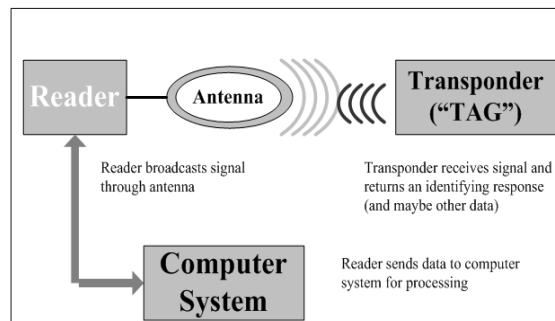 Reader
Antenna
Transponder
(“TAG”)
Reader broadcasts signal
through antenna
Transponder receives signal and
returns an identifying response
(and maybe other data)
Computer
System
Reader sends data to computer
system for processing